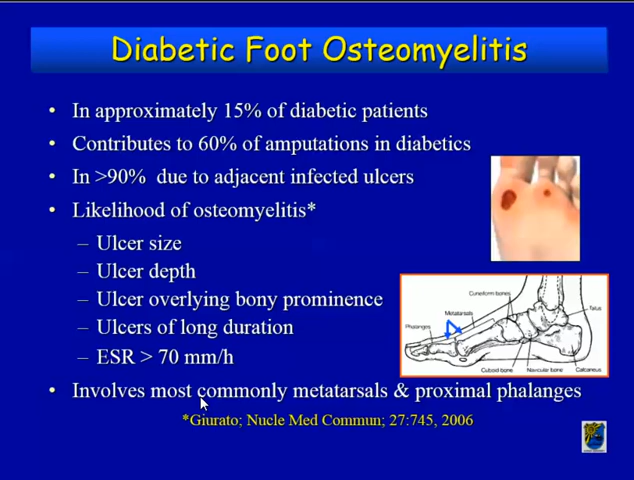 Diabetic Foot Osteomyelitis
• In approximately 15% of diabetic patients
• Contributes to 60% of amputations in diabetics
• In >90% due to adjacent infected ulcers
• Likelihood of osteomyelitis*
– Ulcer size
– Ulcer depth
– Ulcer overlying bony prominence
– Ulcers of long duration
– ESR > 70 mm/h
Cuneiform bones
Metatarsals
Talus
Phalanges
Cuboid bone
Navicular bone
Calcaneus
• Involves most commonly metatarsals & proximal phalanges
*Giurato; Nucle Med Commun; 27:745, 2006